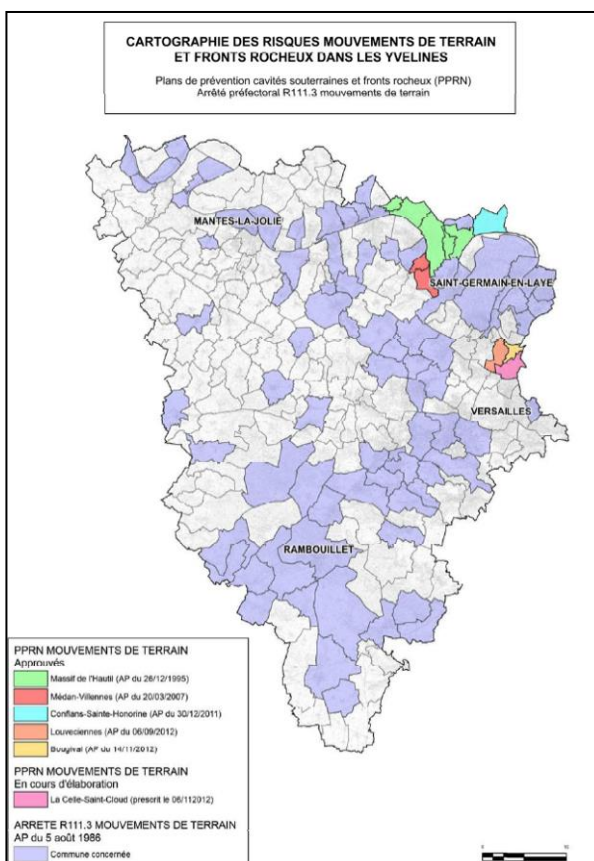 CARTOGRAPHIE DES RISQUES MOUVEMENTS DE TERRAIN
ET FRONTS ROCHEUX DANS LES YVELINES
Plans de prévention cavités souterraines et fronts rocheux (PPRN)
Arrêté préfectoral R111.3 mouvements de terrain
MANTES-LA-JOLIE
SAINT-GERMAIN-EN-LAYE
VERSAILLES
RAMBOUILLET
PPRN MOUVEMENTS DE TERRAIN
Approuvés
Massif de l'Hautil (AP du 26/12/1995)
Médan-Villennes (AP du 20/03/2007)
Conflans-Sainte-Honorine (AP du 30/12/2011)
Louveciennes (AP du 06/09/2012)
Bougival (AP du 14/11/2012)
PPRN MOUVEMENTS DE TERRAIN
En cours d'élaboration
La Celle-Saint-Cloud (prescrit le 06/112012)
ARRETE R111.3 MOUVEMENTS DE TERRAIN
AP du 5 août 1986
Commune concernée